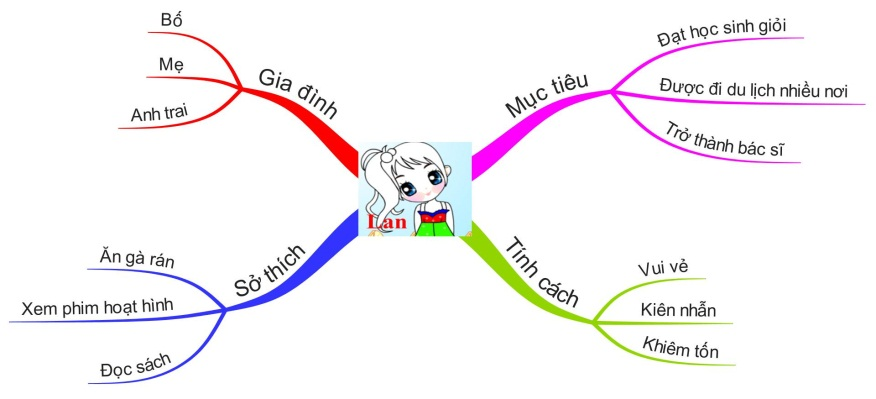 Gia đình
Bố
Mẹ
Anh trai
Mục tiêu
Đạt học sinh giỏi
Được đi du lịch nhiều nơi
Trở thành bác sĩ
Lan
Sở thích
Ăn gà rán
Xem phim hoạt hình
Đọc sách
Tính cách
Vui vẻ
Kiên nhẫn
Khiêm tốn